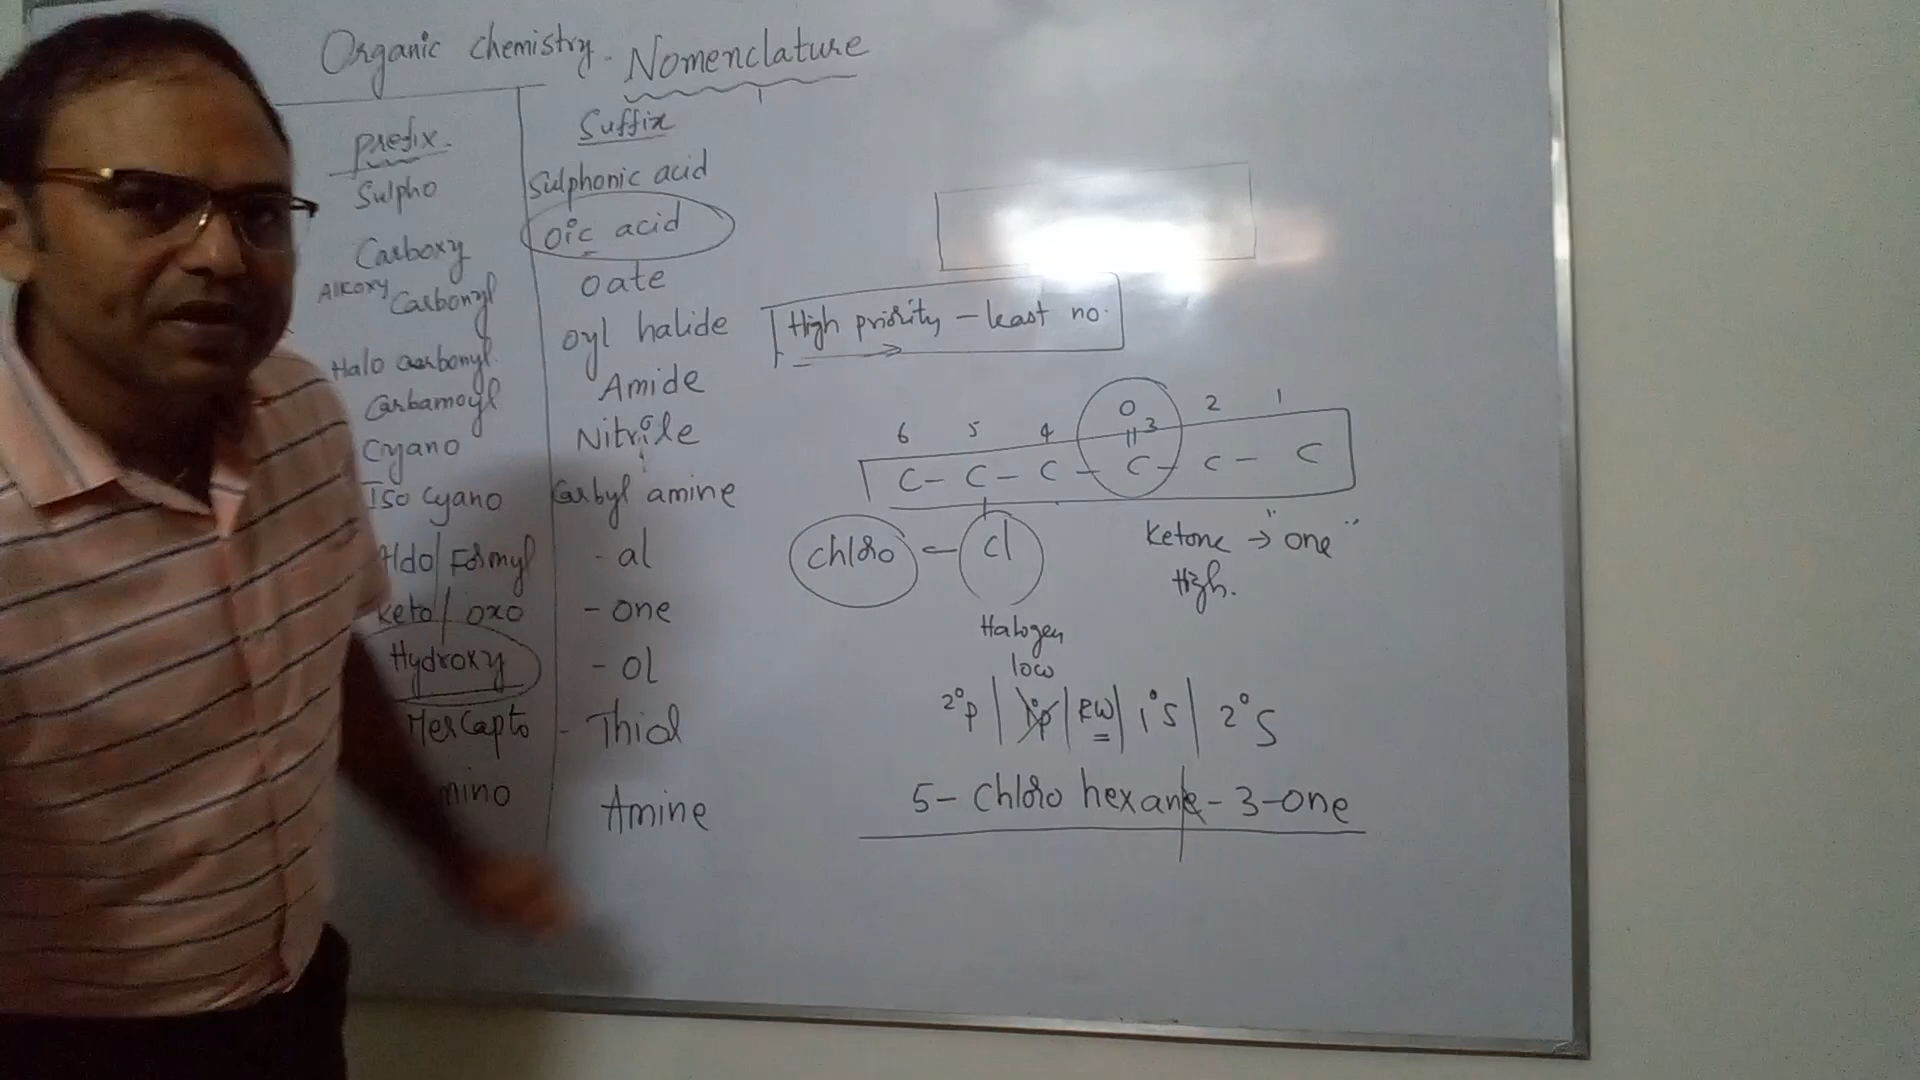 Organic Chemistry - Nomenclature
Prefix. Suffix
Sulpho Sulphonic acid
Carboxy oic acid
Alkoxy Carbonyl oate
Halo carbonyl oyl halide
Carbamoyl Amide
Cyano Nitrile
Iso Cyano Carbyl amine
Aldo/Formyl - al
Keto/oxo - one
Hydroxy - ol
Mercapto - Thiol
mino Amine
High priority - least no.
O
6 5 4 3 2 1
C - C - C - C - C - C
chloro - cl
Ketone → "one"
High.
Halogen
low
2°p | 1°p | RW | 1°S | 2°S
5- Chloro hexane - 3-one